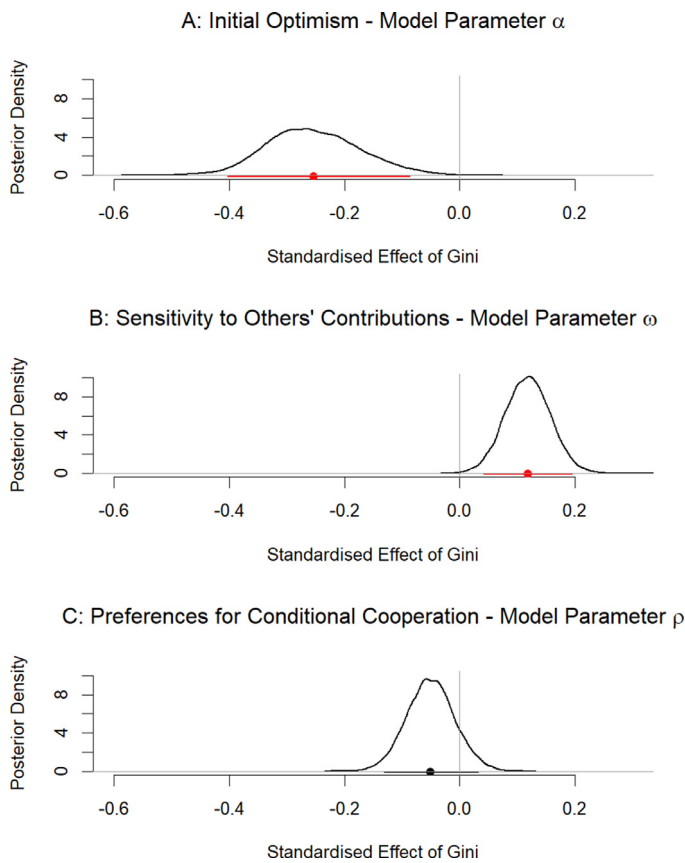 A: Initial Optimism - Model Parameter α
Posterior Density
8
4
0
-0.6 -0.4 -0.2 0.0 0.2
Standardised Effect of Gini
B: Sensitivity to Others' Contributions - Model Parameter ω
Posterior Density
8
4
0
-0.6 -0.4 -0.2 0.0 0.2
Standardised Effect of Gini
C: Preferences for Conditional Cooperation - Model Parameter ρ
Posterior Density
8
4
0
-0.6 -0.4 -0.2 0.0 0.2
Standardised Effect of Gini